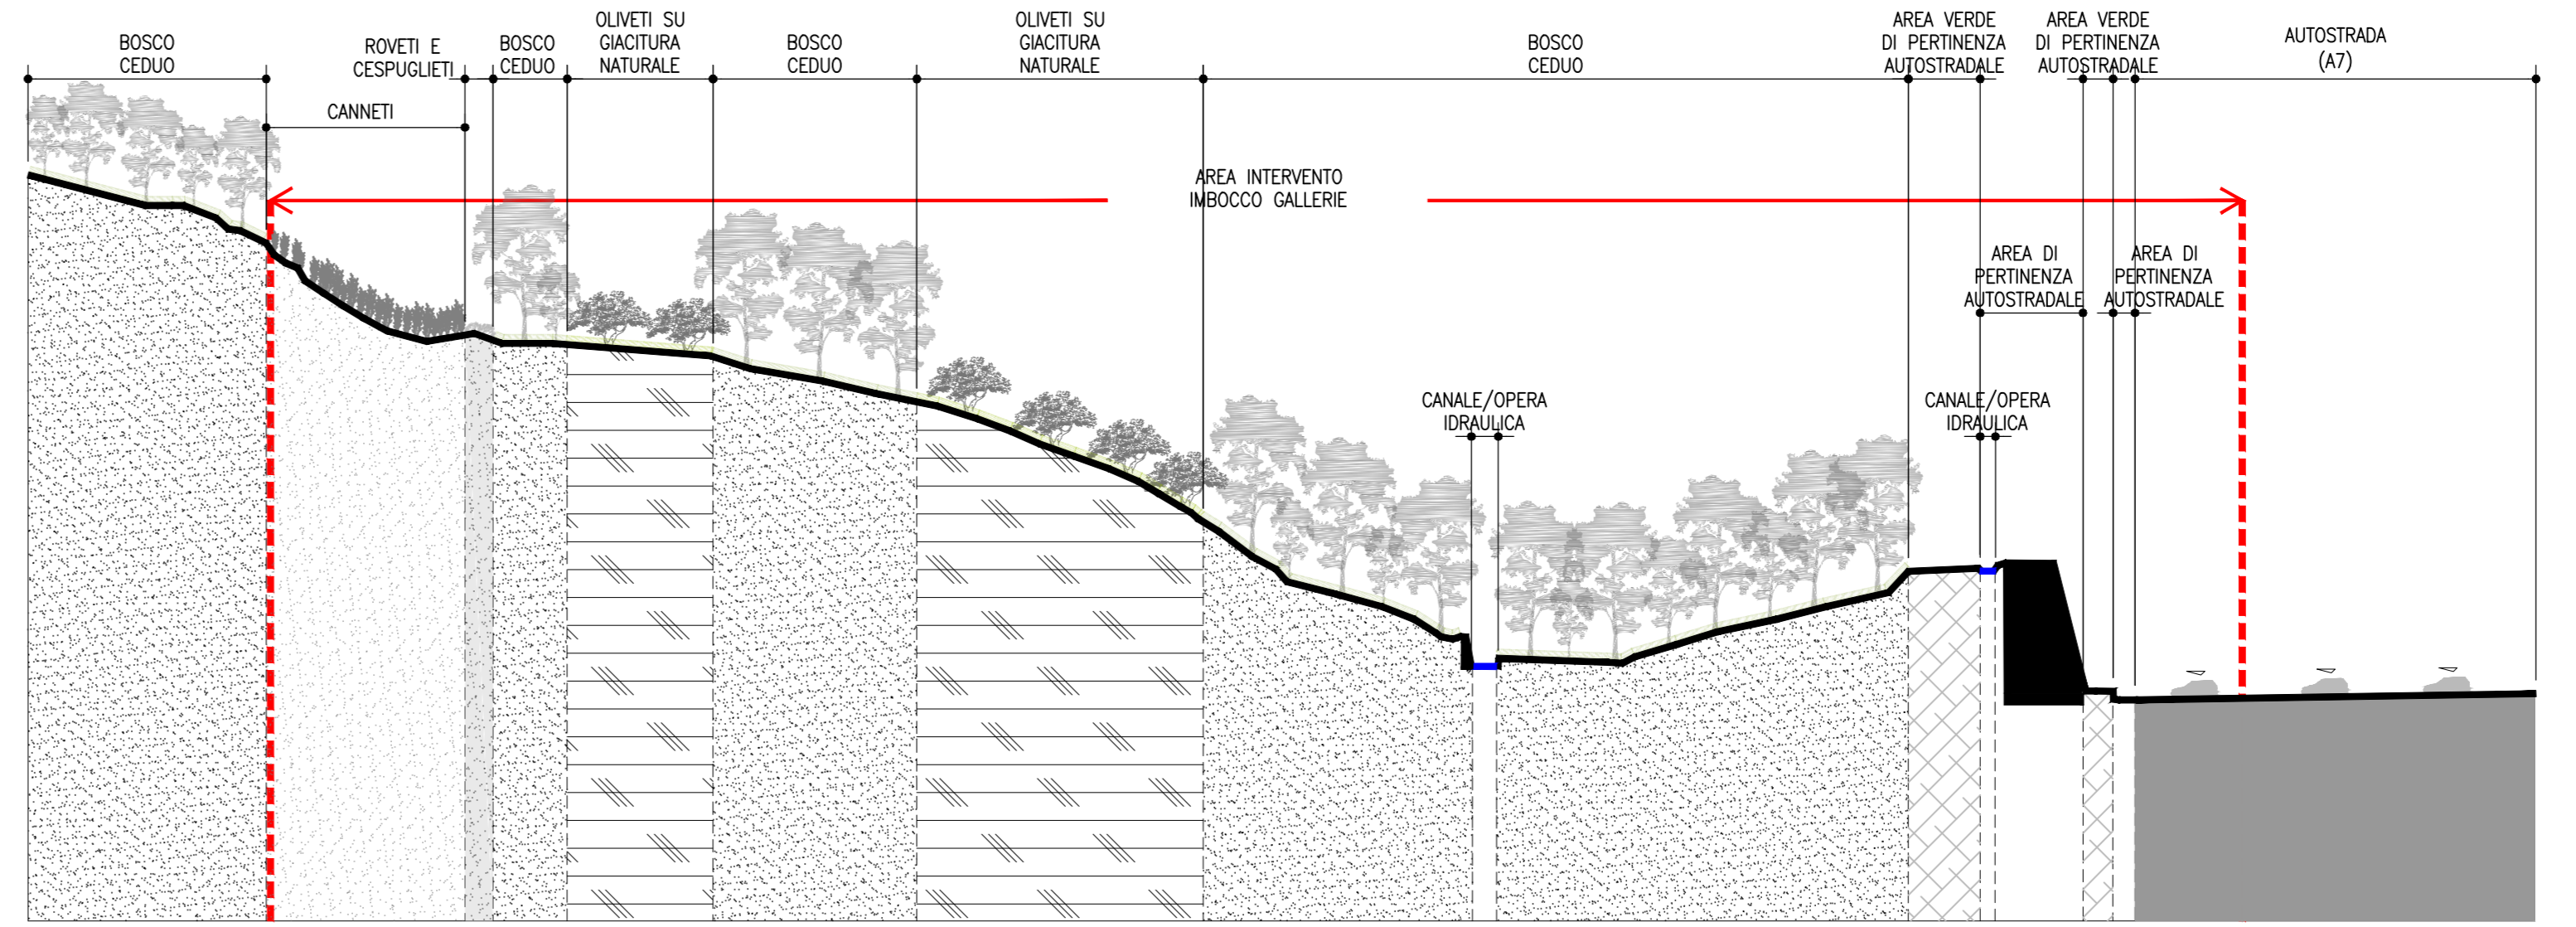 BOSCO
CEDUO
ROVETI E
CESPUGLIETI
BOSCO
CEDUO
OLIVETI SU
GIACITURA
NATURALE
BOSCO
CEDUO
OLIVETI SU
GIACITURA
NATURALE
BOSCO
CEDUO
AREA VERDE
DI PERTINENZA
AUTOSTRADALE
AREA VERDE
DI PERTINENZA
AUTOSTRADALE
AUTOSTRADA
(A7)
CANNETI
AREA INTERVENTO
IMBOCCO GALLERIE
AREA DI
PERTINENZA
AUTOSTRADALE
AREA DI
PERTINENZA
AUTOSTRADALE
CANALE/OPERA
IDRAULICA
CANALE/OPERA
IDRAULICA